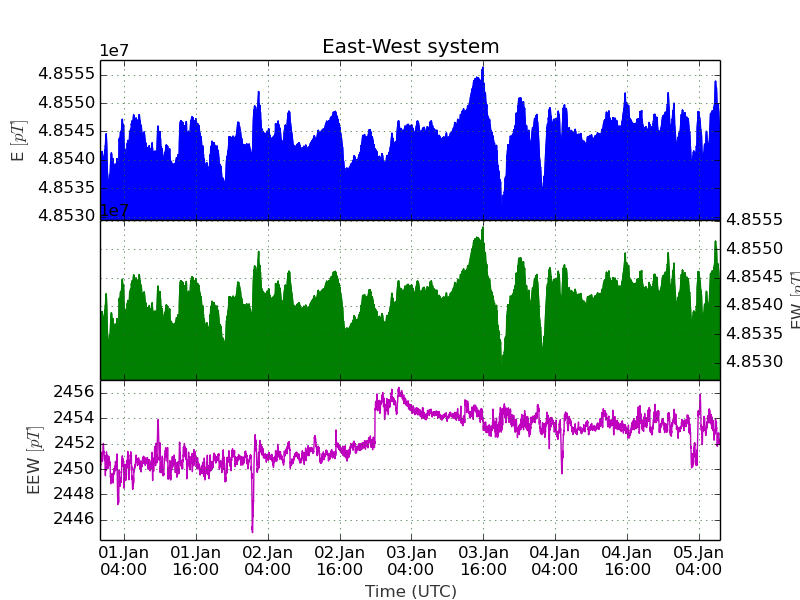 East-West system
1e7
4.8555
4.8550
4.8545
4.8540
4.8535
4.8530
E [pT]
1e7
4.8555
4.8550
4.8545
4.8540
4.8535
4.8530
EW [pT]
2456
2454
2452
2450
2448
2446
EEW [pT]
01.Jan 01.Jan 02.Jan 02.Jan 03.Jan 03.Jan 04.Jan 04.Jan 05.Jan
04:00 16:00 04:00 16:00 04:00 16:00 04:00 16:00 04:00
Time (UTC)